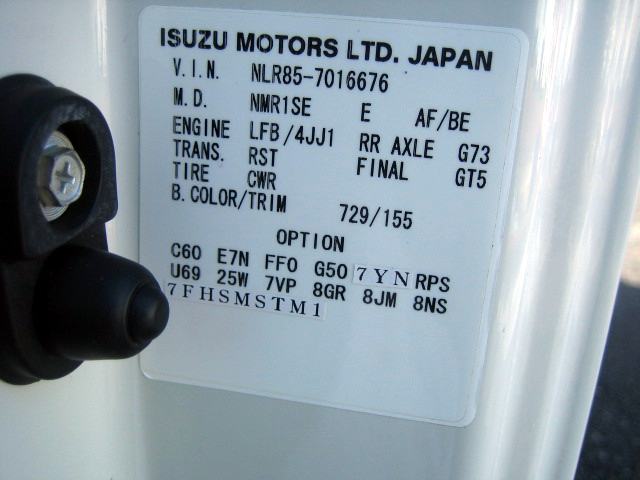 ISUZU MOTORS LTD. JAPAN
V.I.N. NLR85-7016676
M.D. NMR1SE E AF/BE
ENGINE LFB/4JJ1 RR AXLE G73
TRANS. RST FINAL GT5
TIRE CWR
B.COLOR/TRIM 729/155
OPTION
C60 E7N FF0 G50 7YN RPS
U69 25W 7VP 8GR 8JM 8NS
7FHSMSTM1